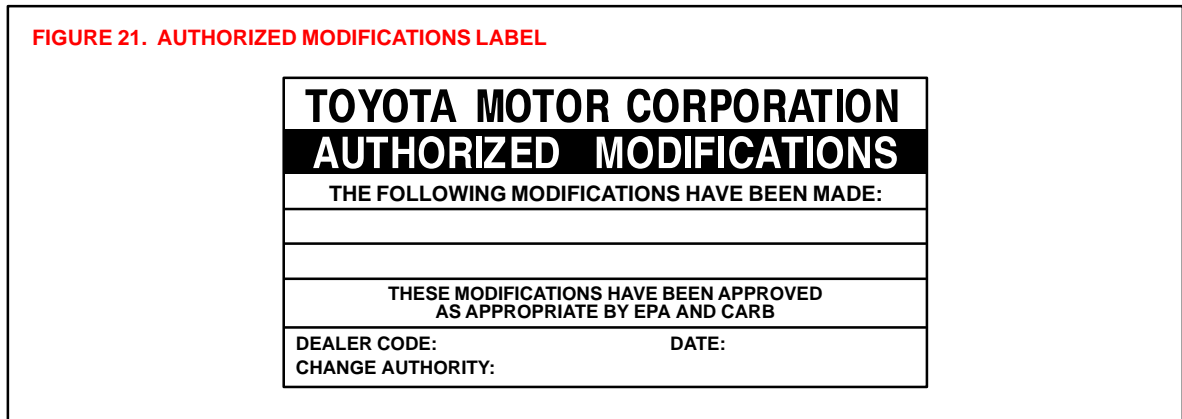 FIGURE 21. AUTHORIZED MODIFICATIONS LABEL
TOYOTA MOTOR CORPORATION
AUTHORIZED MODIFICATIONS
THE FOLLOWING MODIFICATIONS HAVE BEEN MADE:
THESE MODIFICATIONS HAVE BEEN APPROVED
AS APPROPRIATE BY EPA AND CARB
DEALER CODE: DATE:
CHANGE AUTHORITY: